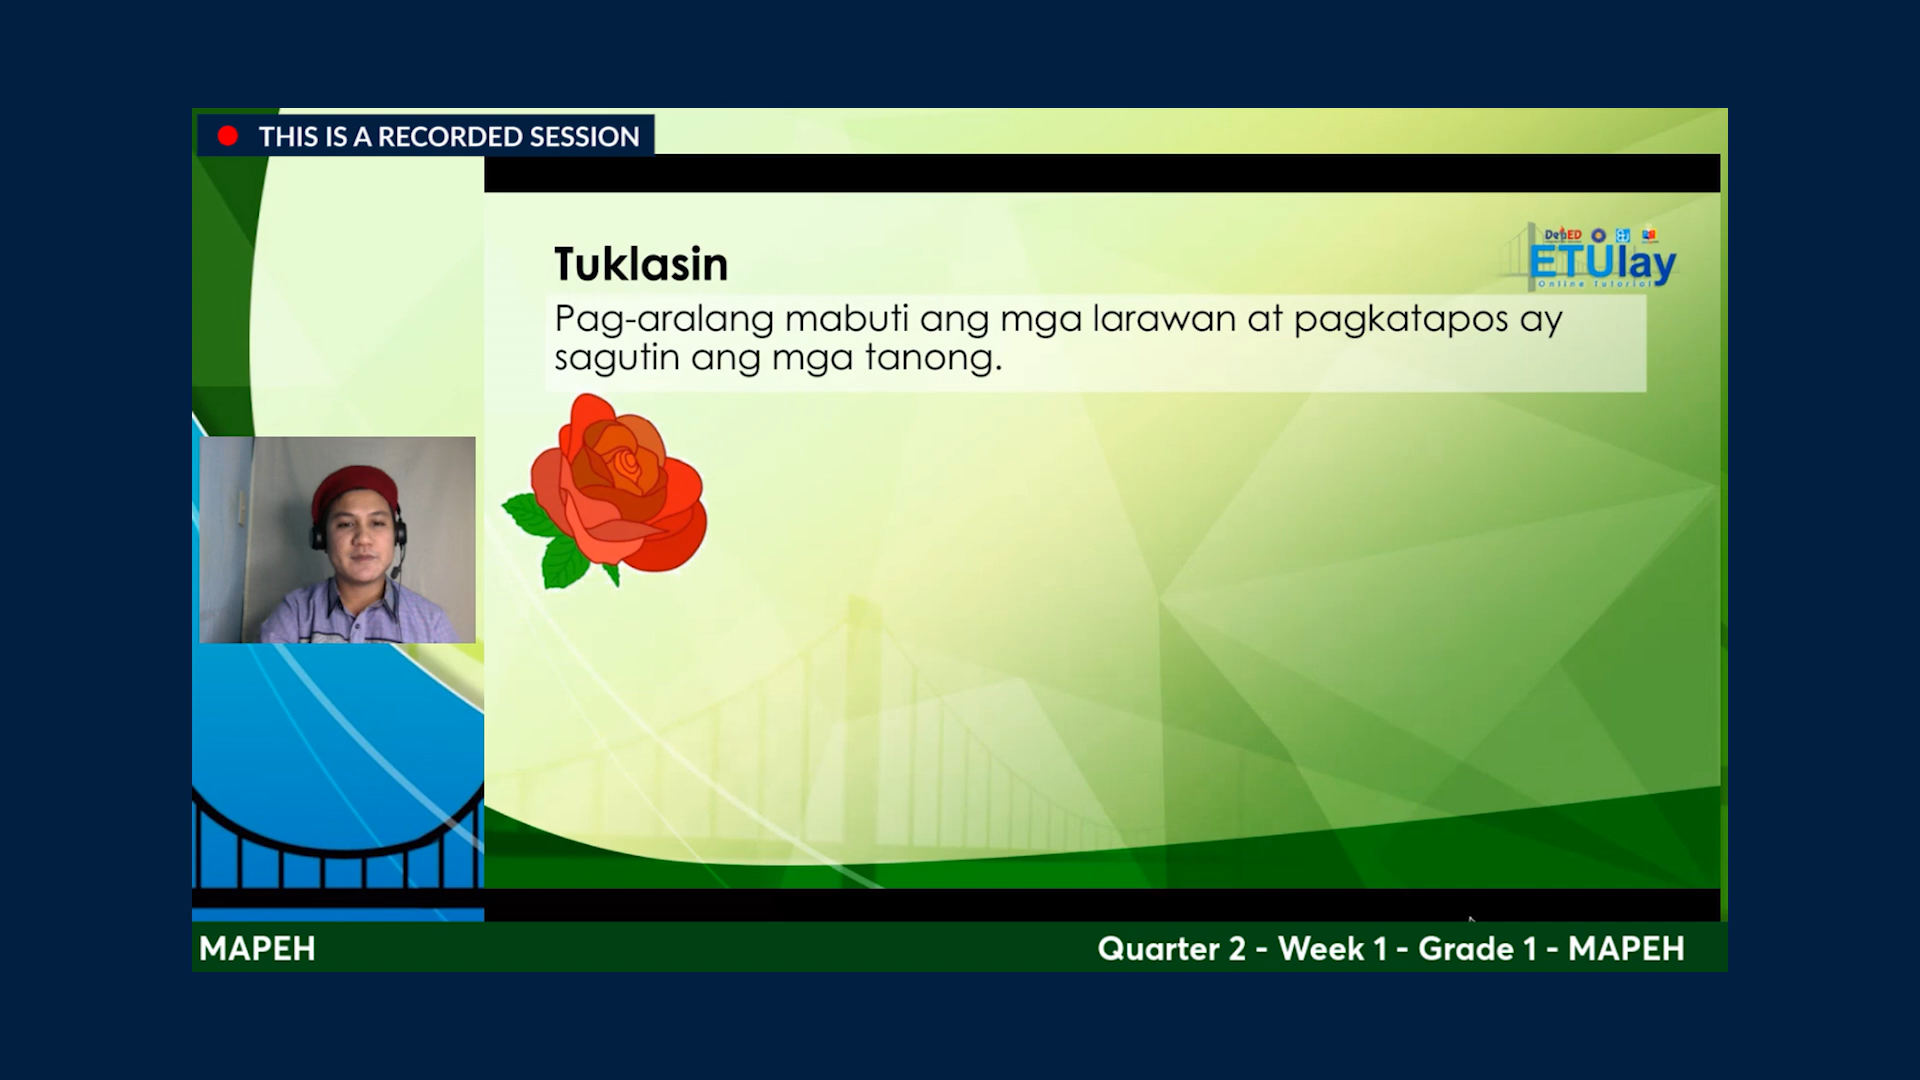 THIS IS A RECORDED SESSION
Tuklasin
DepED
ETUlay
Online Tutorial
Pag-aralang mabuti ang mga larawan at pagkatapos ay
sagutin ang mga tanong.
MAPEH
Quarter 2 - Week 1 - Grade 1 - MAPEH